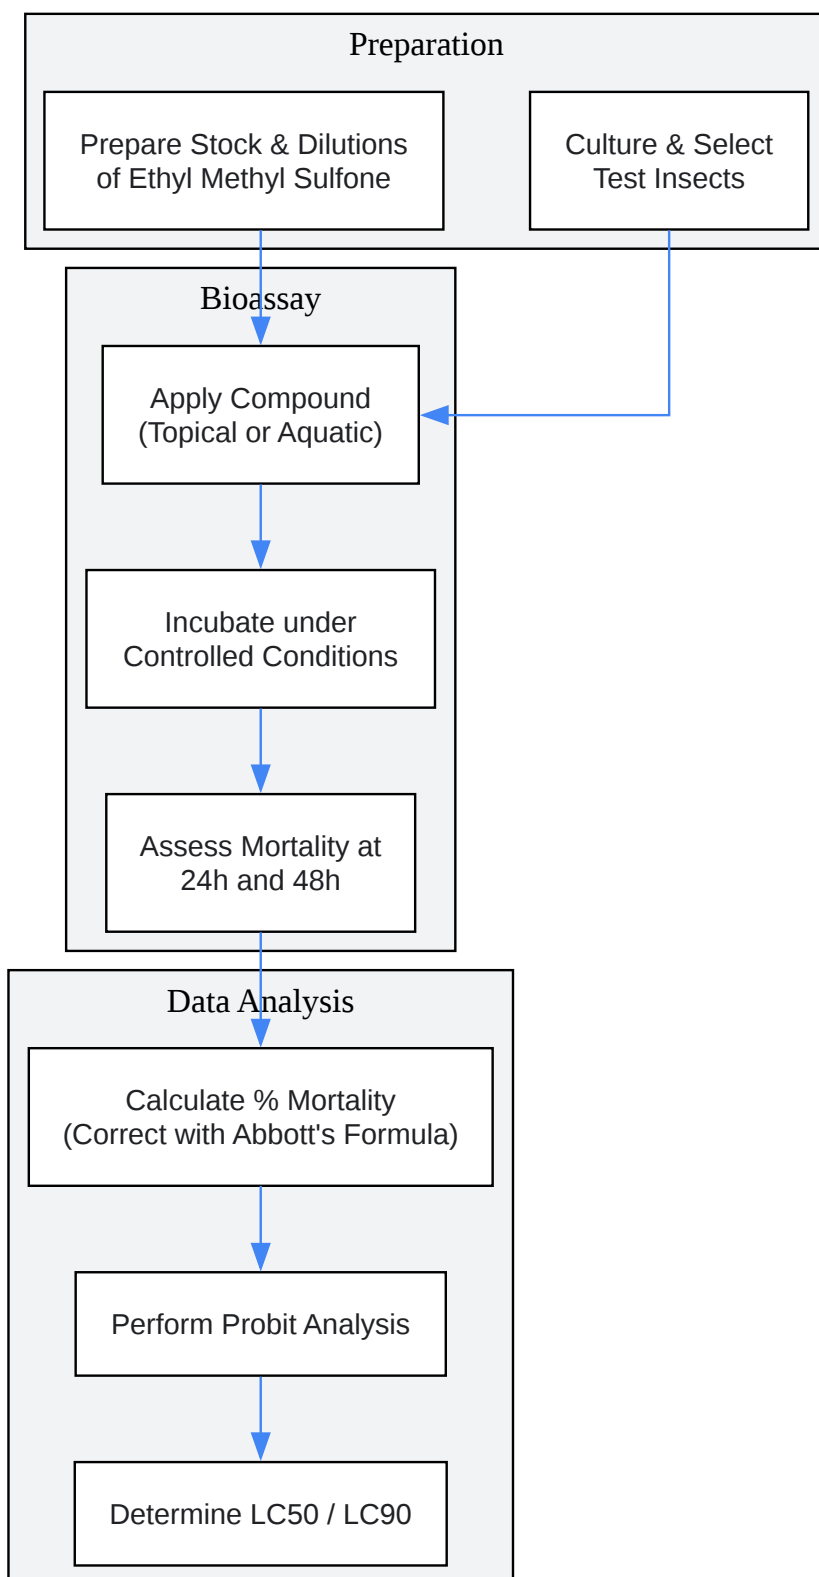 Preparation
Prepare Stock & Dilutions
of Ethyl Methyl Sulfone
Culture & Select
Test Insects
Bioassay
Apply Compound
(Topical or Aquatic)
Incubate under
Controlled Conditions
Assess Mortality at
24h and 48h
Data Analysis
Calculate % Mortality
(Correct with Abbott's Formula)
Perform Probit Analysis
Determine LC50 / LC90